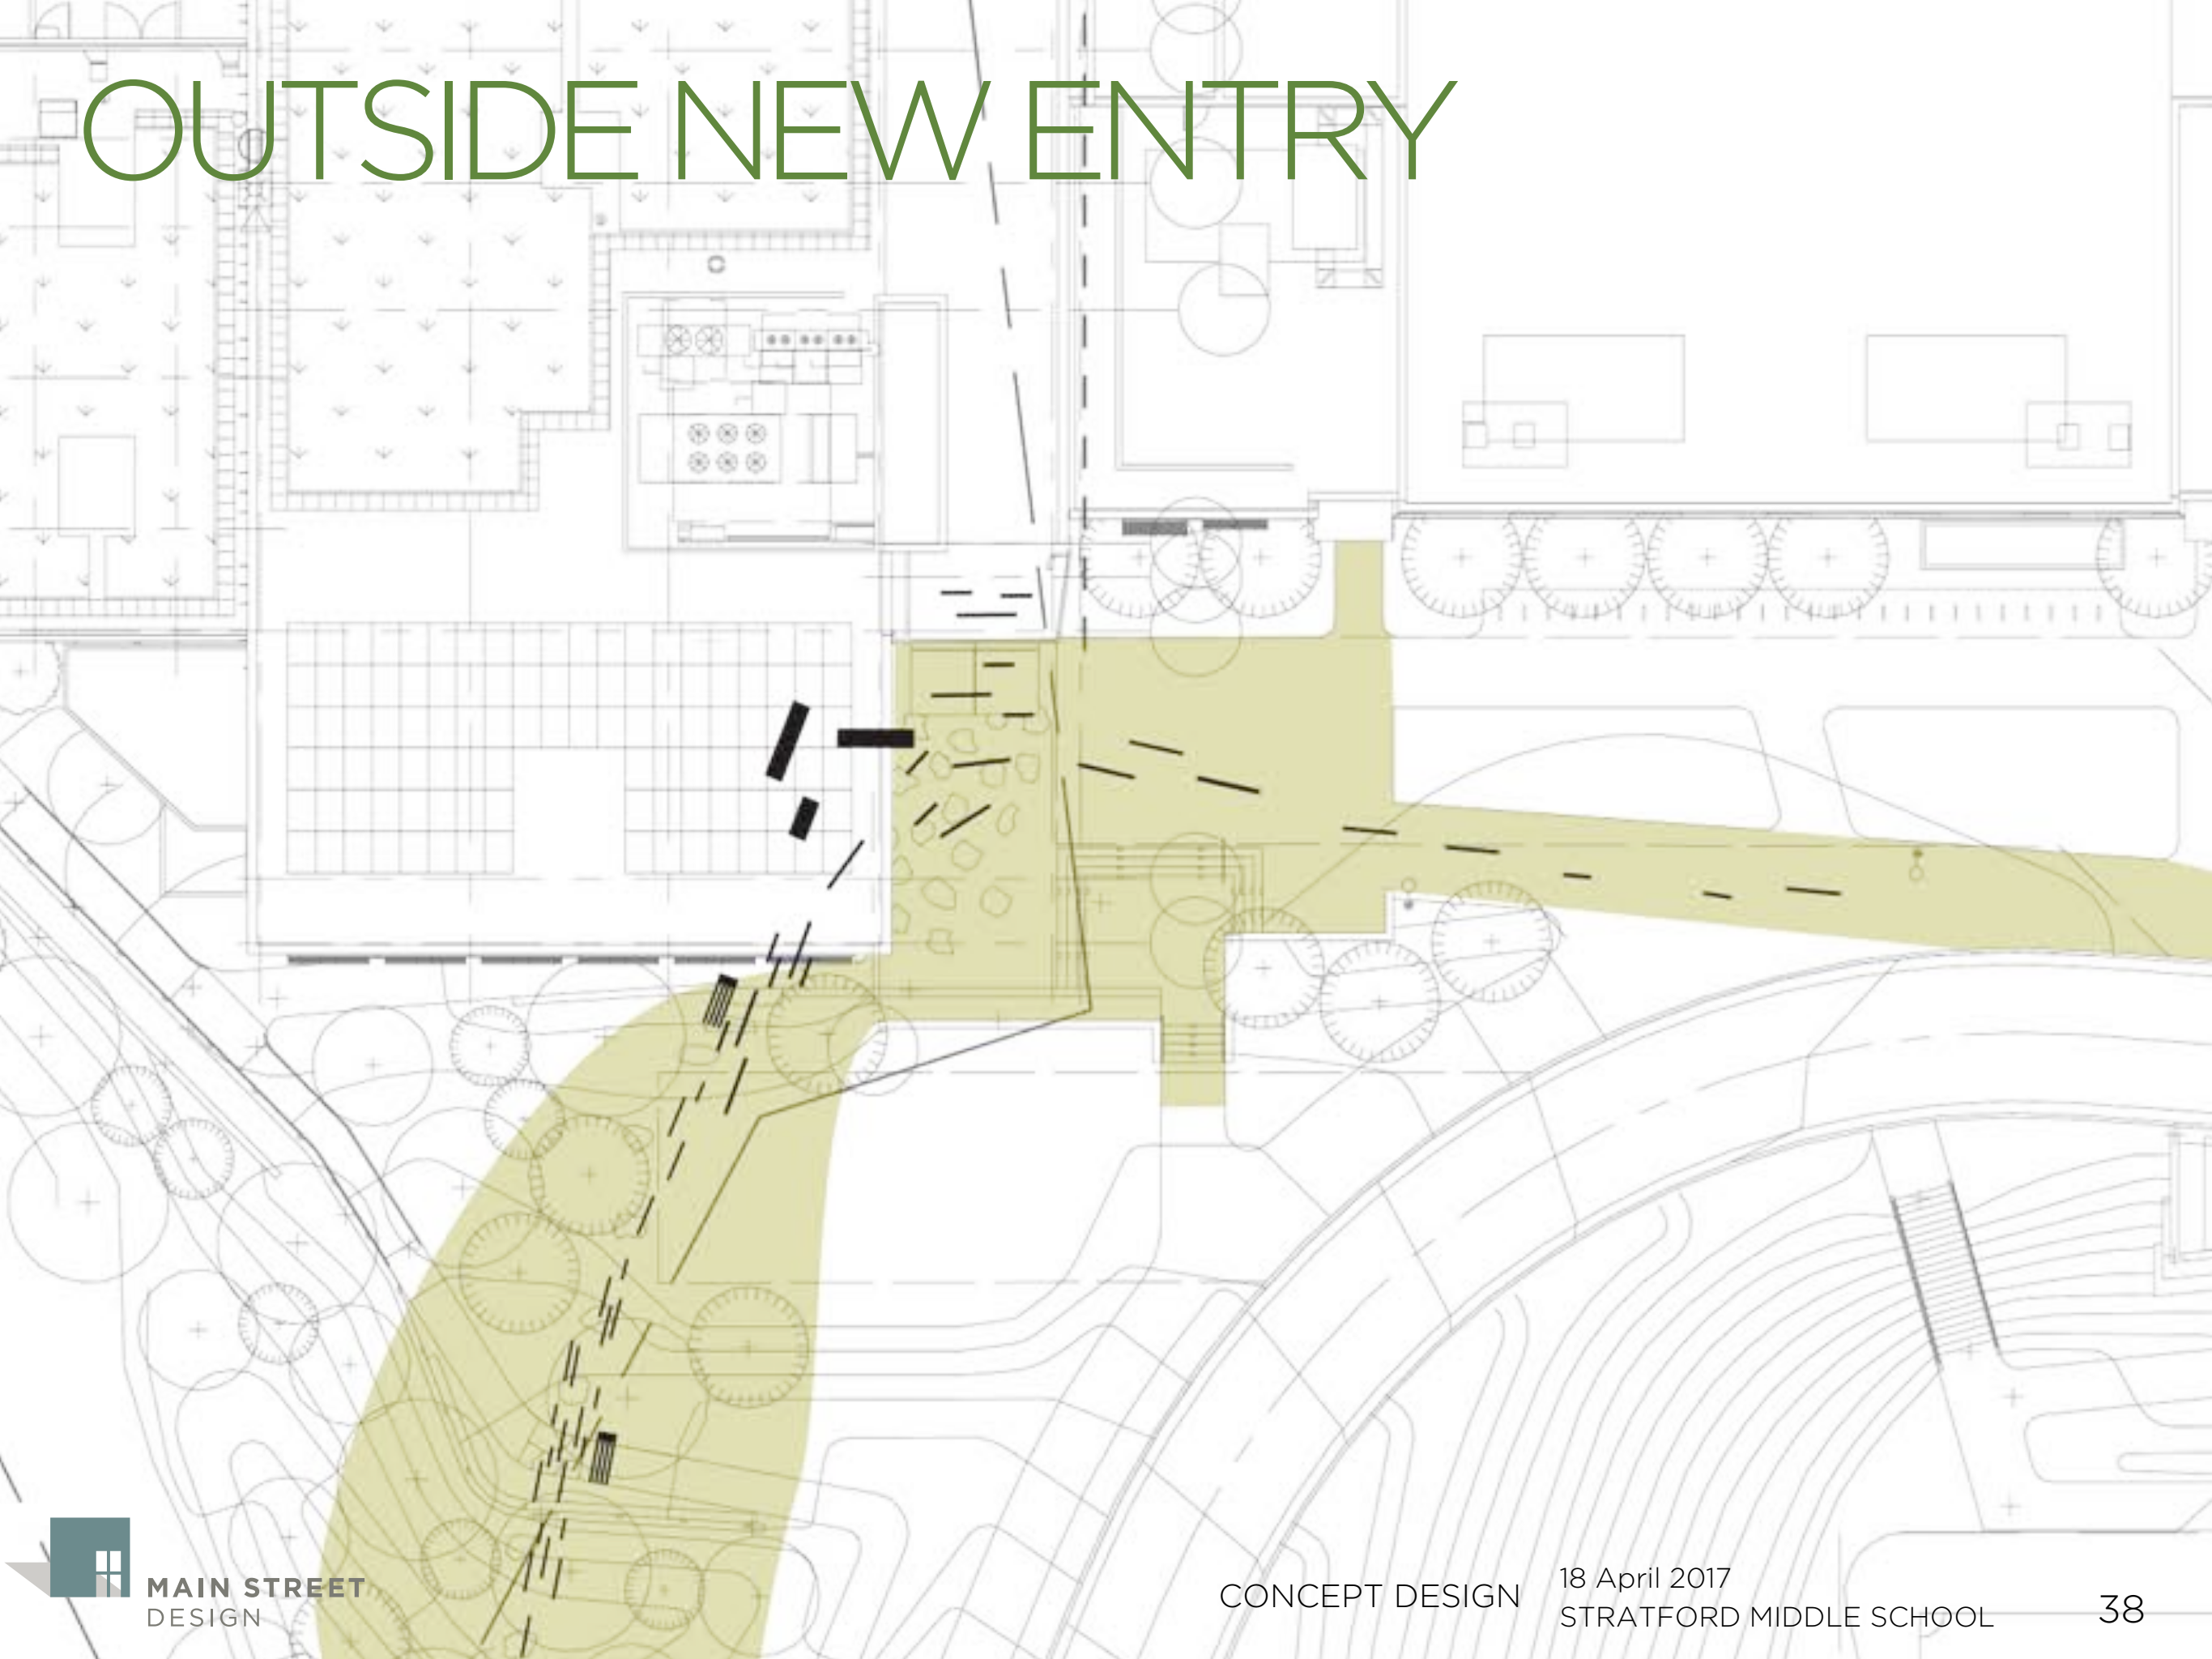 OUTSIDE NEW ENTRY
MAIN STREET
DESIGN
CONCEPT DESIGN
18 April 2017
STRATFORD MIDDLE SCHOOL
38